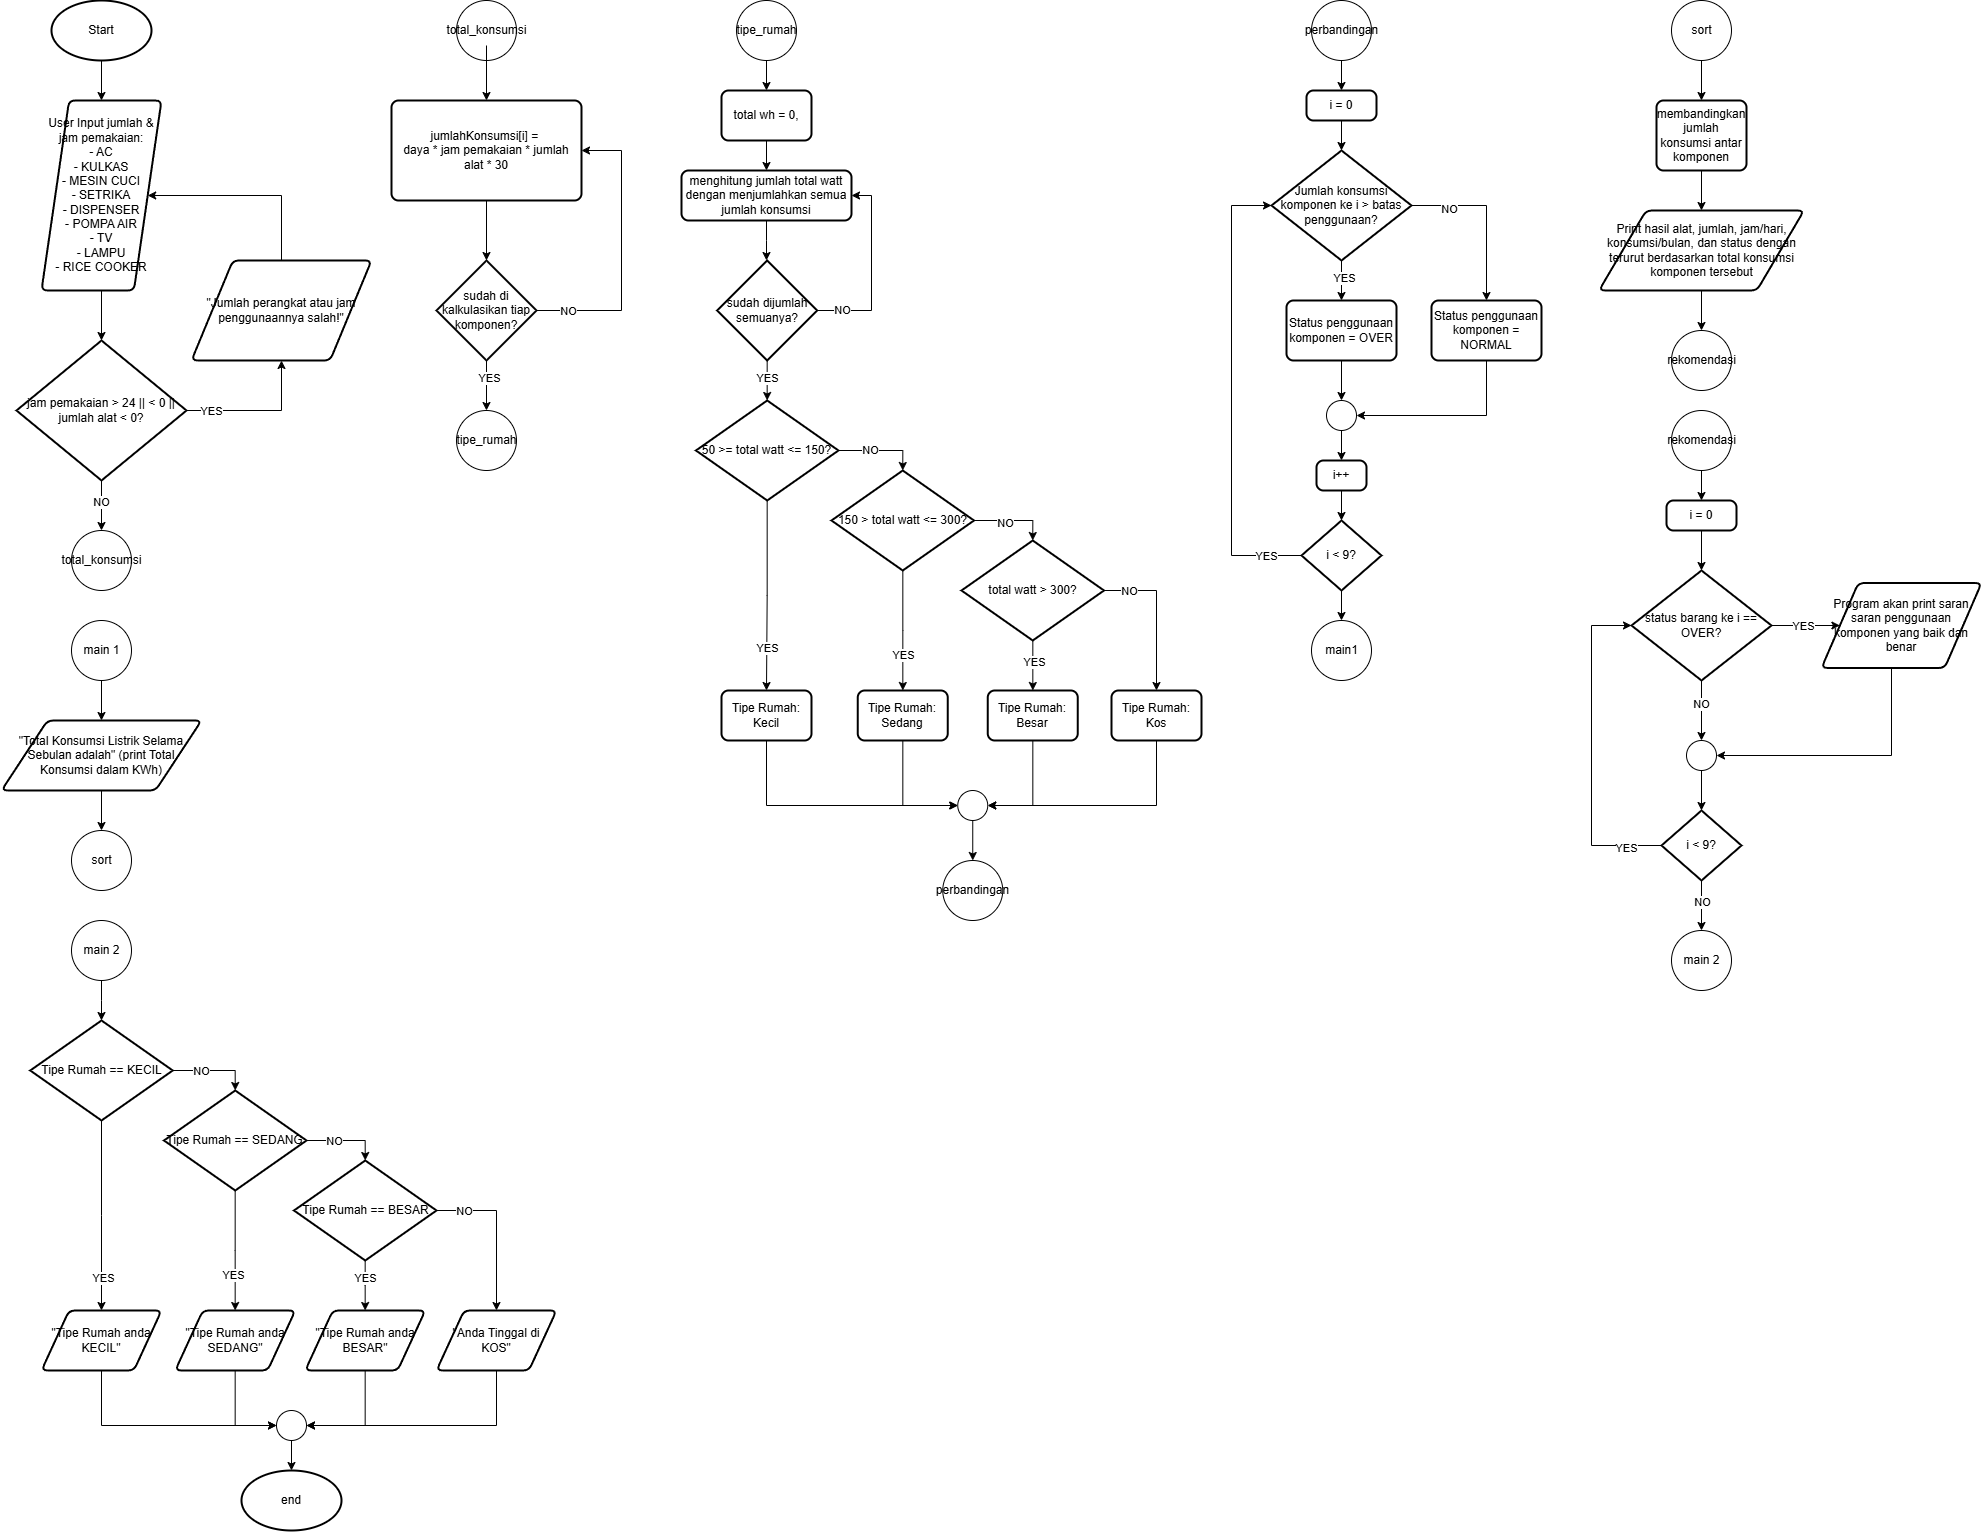 Start
User Input jumlah &
jam pemakaian:
- AC
- KULKAS
- MESIN CUCI
- SETRIKA
- DISPENSER
- POMPA AIR
- TV
- LAMPU
- RICE COOKER
"Jumlah perangkat atau jam
penggunaannya salah!"
jam pemakaian > 24 || < 0 ||
jumlah alat < 0?
YES
NO
total_konsumsi
main 1
"Total Konsumsi Listrik Selama
Sebulan adalah" (print Total
Konsumsi dalam KWh)
sort
main 2
Tipe Rumah == KECIL
NO
Tipe Rumah == SEDANG
NO
Tipe Rumah == BESAR
NO
YES
YES
YES
"Tipe Rumah anda
KECIL"
"Tipe Rumah anda
SEDANG"
"Tipe Rumah anda
BESAR"
"Anda Tinggal di
KOS"
end
total_konsumsi
jumlahKonsumsi[i] =
daya * jam pemakaian * jumlah
alat * 30
sudah di
kalkulasikan tiap
komponen?
NO
YES
tipe_rumah
tipe_rumah
total wh = 0,
menghitung jumlah total watt
dengan menjumlahkan semua
jumlah konsumsi
sudah dijumlah
semuanya?
NO
YES
50 >= total watt <= 150?
NO
150 > total watt <= 300?
NO
total watt > 300?
NO
YES
YES
YES
Tipe Rumah:
Kecil
Tipe Rumah:
Sedang
Tipe Rumah:
Besar
Tipe Rumah:
Kos
perbandingan
perbandingan
i = 0
Jumlah konsumsi
komponen ke i > batas
penggunaan?
NO
YES
Status penggunaan
komponen = OVER
Status penggunaan
komponen =
NORMAL
i++
i < 9?
YES
main1
sort
membandingkan
jumlah
konsumsi antar
komponen
Print hasil alat, jumlah, jam/hari,
konsumsi/bulan, dan status dengan
terurut berdasarkan total konsumsi
komponen tersebut
rekomendasi
rekomendasi
i = 0
status barang ke i ==
OVER?
YES
Program akan print saran
saran penggunaan
komponen yang baik dan
benar
NO
i < 9?
YES
NO
main 2